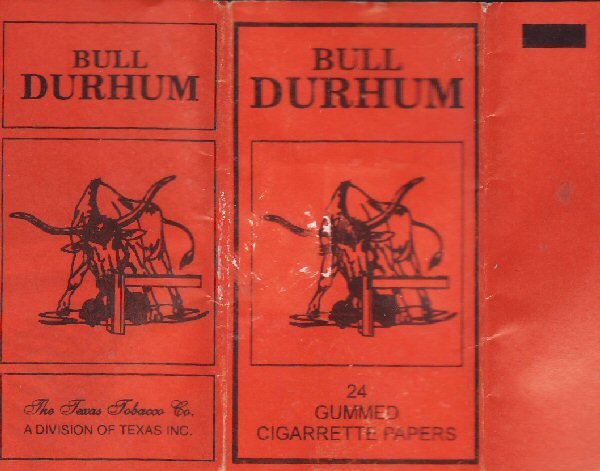 BULL
DURHUM
The Texas Tobacco Co.
A DIVISION OF TEXAS INC.
BULL
DURHUM
24
GUMMED
CIGARRETTE PAPERS